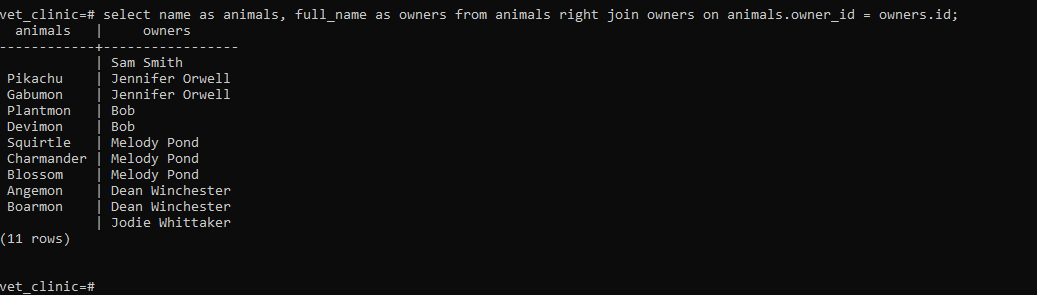 vet_clinic=# select name as animals, full_name as owners from animals right join owners on animals.owner_id = owners.id;
  animals   |     owners
------------+-----------------
            | Sam Smith
 Pikachu    | Jennifer Orwell
 Gabumon    | Jennifer Orwell
 Plantmon   | Bob
 Devimon    | Bob
 Squirtle   | Melody Pond
 Charmander | Melody Pond
 Blossom    | Melody Pond
 Angemon    | Dean Winchester
 Boarmon    | Dean Winchester
            | Jodie Whittaker
(11 rows)
vet_clinic=#